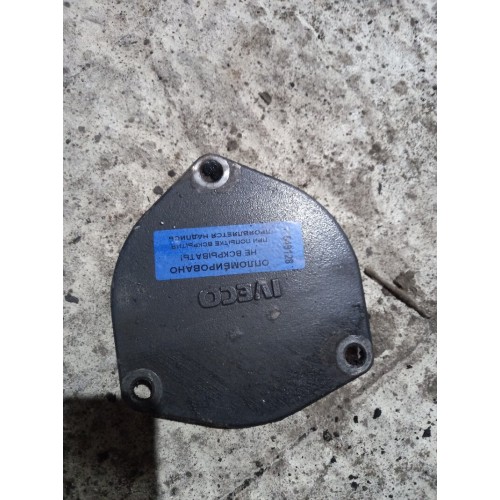 IVECO
ОПЛОМБИРОВАНО
НЕ ВСКРЫВАТЬ!
ПРИ ПОПЫТКЕ ВСКРЫТИЯ
ПРОЯВЛЯЕТСЯ НАДПИСЬ